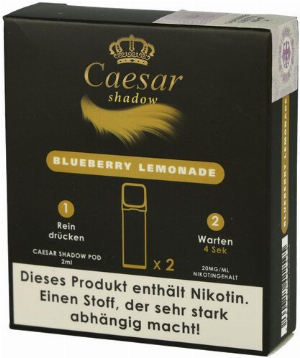 Caesar
shadow
BLUEBERRY LEMONADE
1
Rein
drücken
2
Warten
4 Sek
x 2
CAESAR SHADOW POD
2ml
20MG/ML
NIKOTINGEHALT
Dieses Produkt enthält Nikotin.
Einen Stoff, der sehr stark
abhängig macht!